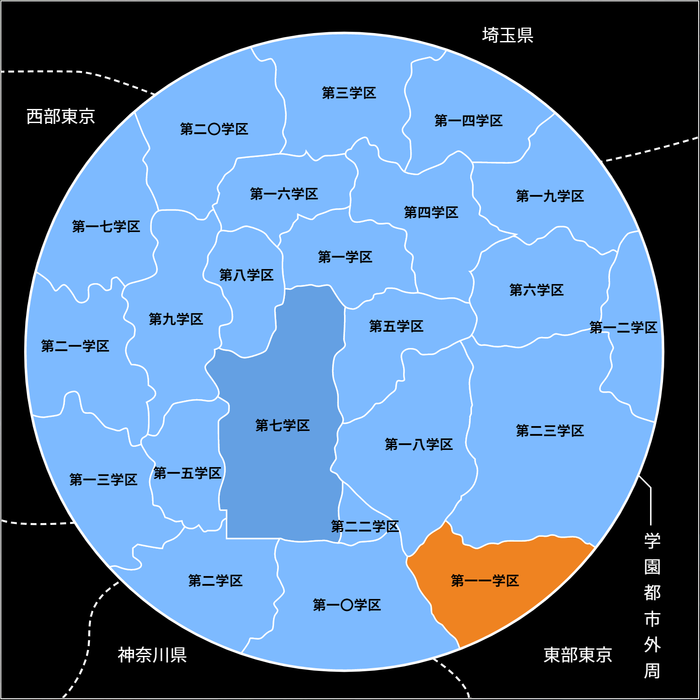 埼玉県
第三学区
西部東京
第二〇学区
第一四学区
第一六学区
第一九学区
第四学区
第一七学区
第一学区
第八学区
第六学区
第九学区
第五学区
第一二学区
第二一学区
第七学区
第二三学区
第一八学区
第一三学区
第一五学区
第二二学区
学園都市外周
第二学区
第一一学区
第一〇学区
神奈川県
東部東京